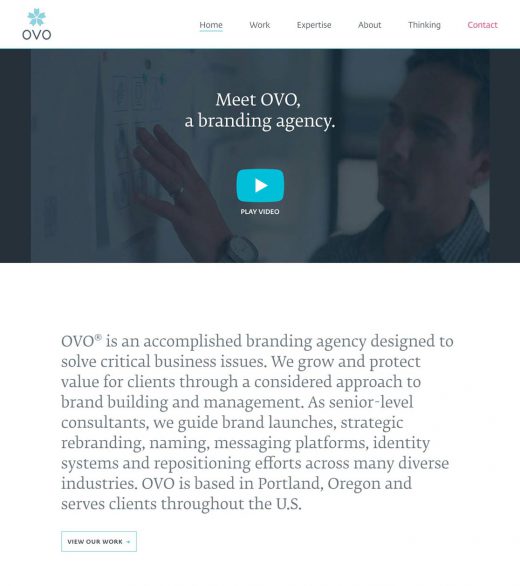 OVO
Home Work Expertise About Thinking Contact
Meet OVO,
a branding agency.
PLAY VIDEO
OVO® is an accomplished branding agency designed to
solve critical business issues. We grow and protect
value for clients through a considered approach to
brand building and management. As senior-level
consultants, we guide brand launches, strategic
rebranding, naming, messaging platforms, identity
systems and repositioning efforts across many diverse
industries. OVO is based in Portland, Oregon and
serves clients throughout the U.S.
VIEW OUR WORK →